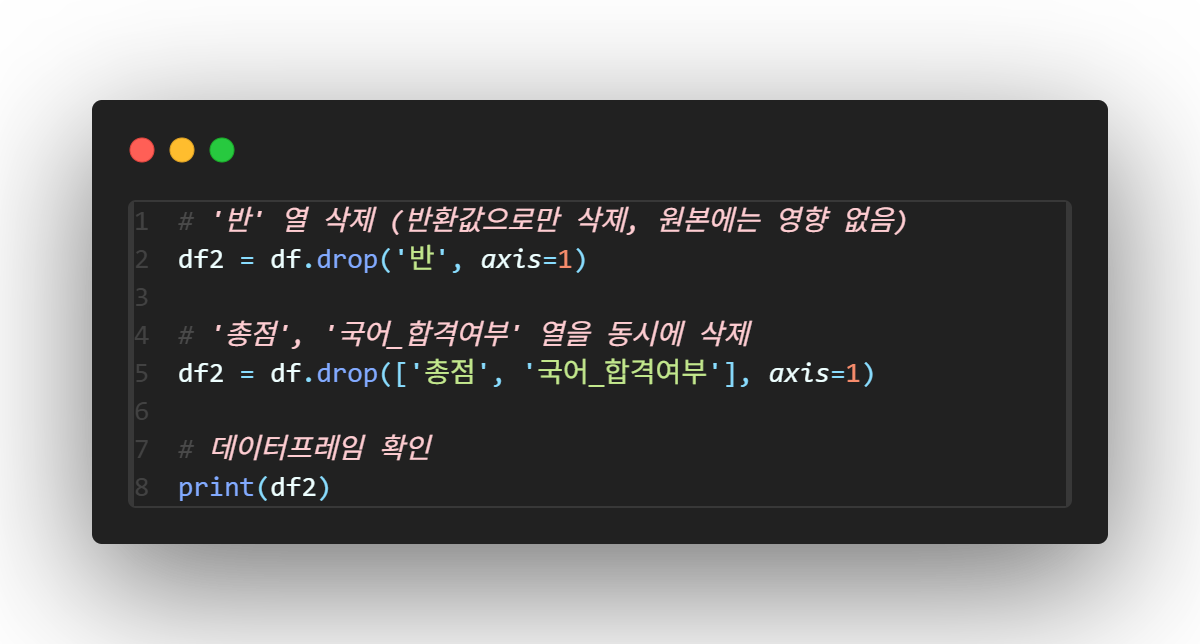 1 # '반' 열 삭제 (반환값으로만 삭제, 원본에는 영향 없음)
2 df2 = df.drop('반', axis=1)
3
4 # '총점', '국어_합격여부' 열을 동시에 삭제
5 df2 = df.drop(['총점', '국어_합격여부'], axis=1)
6
7 # 데이터프레임 확인
8 print(df2)